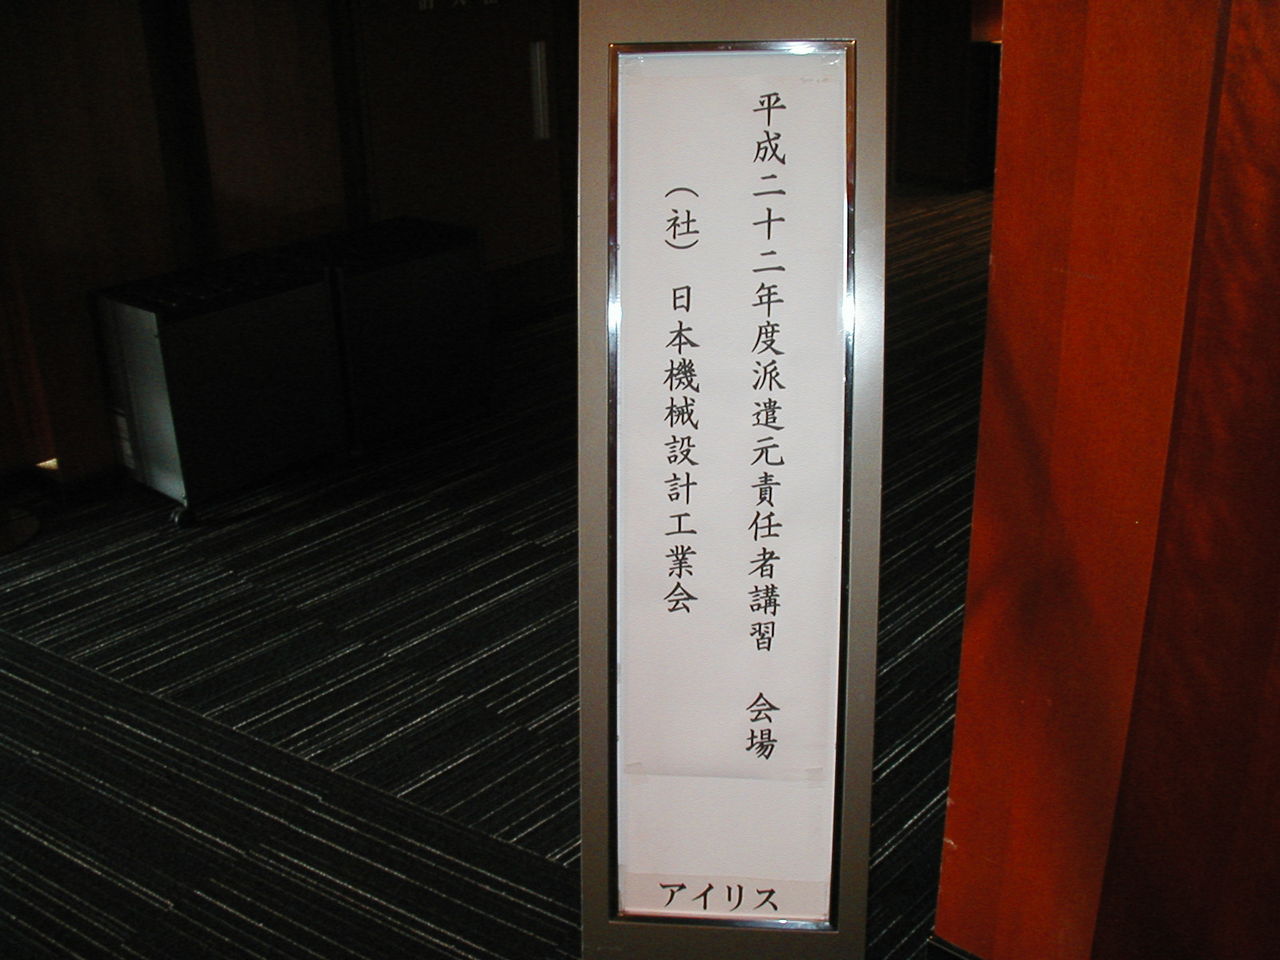 平成二十二年度派遣元責任者講習　会場
（社）　日本機械設計工業会
アイリス